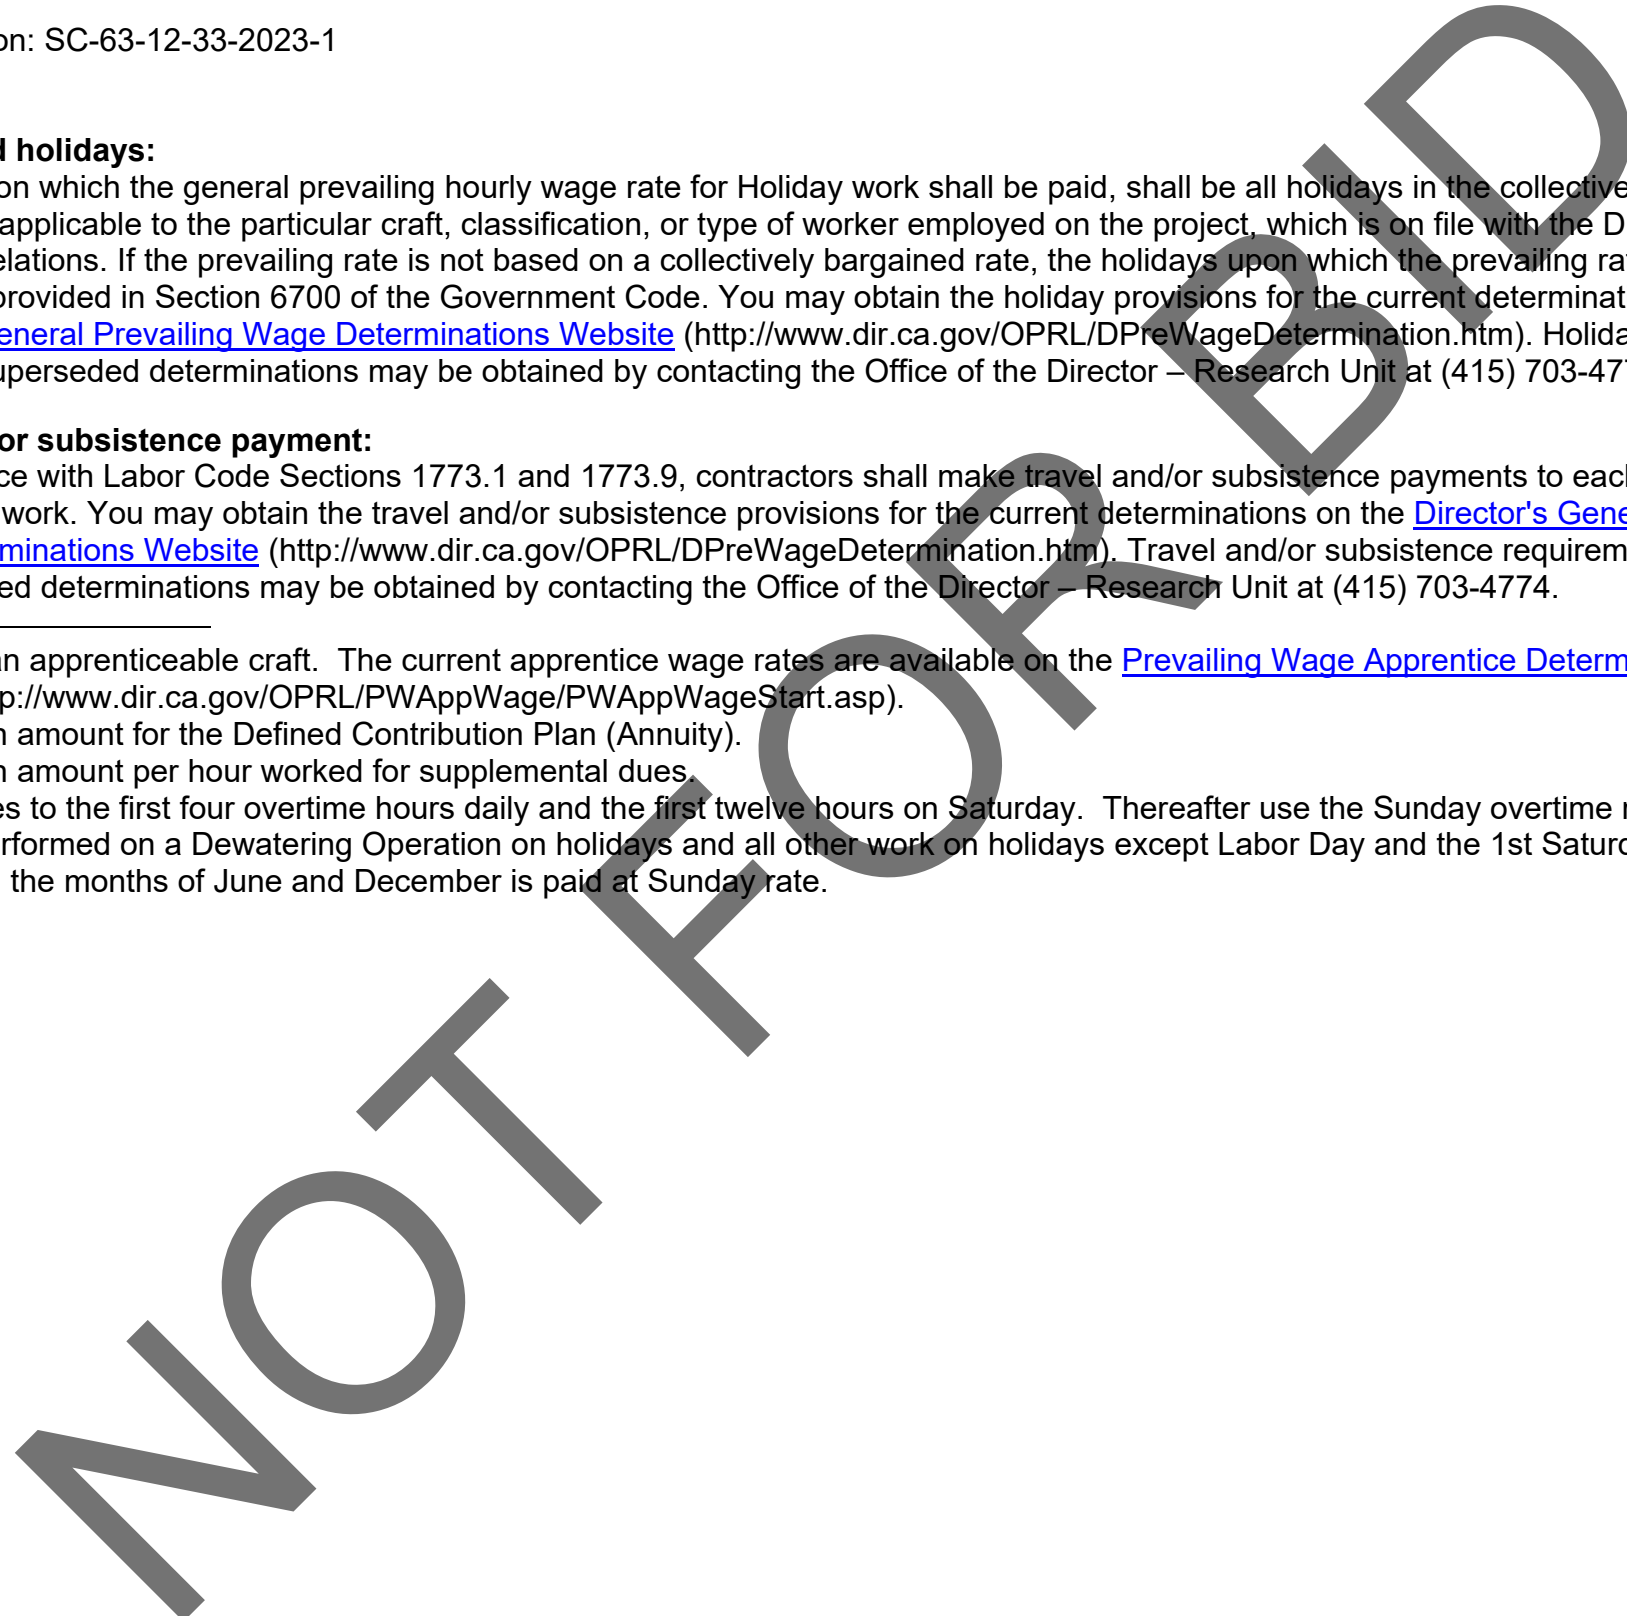 on: SC-63-12-33-2023-1
d holidays:
on which the general prevailing hourly wage rate for Holiday work shall be paid, shall be all holidays in the collective
applicable to the particular craft, classification, or type of worker employed on the project, which is on file with the D
elations. If the prevailing rate is not based on a collectively bargained rate, the holidays upon which the prevailing ra
provided in Section 6700 of the Government Code. You may obtain the holiday provisions for the current determinat
eneral Prevailing Wage Determinations Website (http://www.dir.ca.gov/OPRL/DPreWageDetermination.htm). Holida
uperseded determinations may be obtained by contacting the Office of the Director – Research Unit at (415) 703-477
or subsistence payment:
ce with Labor Code Sections 1773.1 and 1773.9, contractors shall make travel and/or subsistence payments to each
work. You may obtain the travel and/or subsistence provisions for the current determinations on the Director's Gene
minations Website (http://www.dir.ca.gov/OPRL/DPreWageDetermination.htm). Travel and/or subsistence requirem
ed determinations may be obtained by contacting the Office of the Director – Research Unit at (415) 703-4774.
an apprenticeable craft.  The current apprentice wage rates are available on the Prevailing Wage Apprentice Determ
p://www.dir.ca.gov/OPRL/PWAppWage/PWAppWageStart.asp).
n amount for the Defined Contribution Plan (Annuity).
n amount per hour worked for supplemental dues.
es to the first four overtime hours daily and the first twelve hours on Saturday.  Thereafter use the Sunday overtime r
rformed on a Dewatering Operation on holidays and all other work on holidays except Labor Day and the 1st Saturd
the months of June and December is paid at Sunday rate.
NOT FOR BID